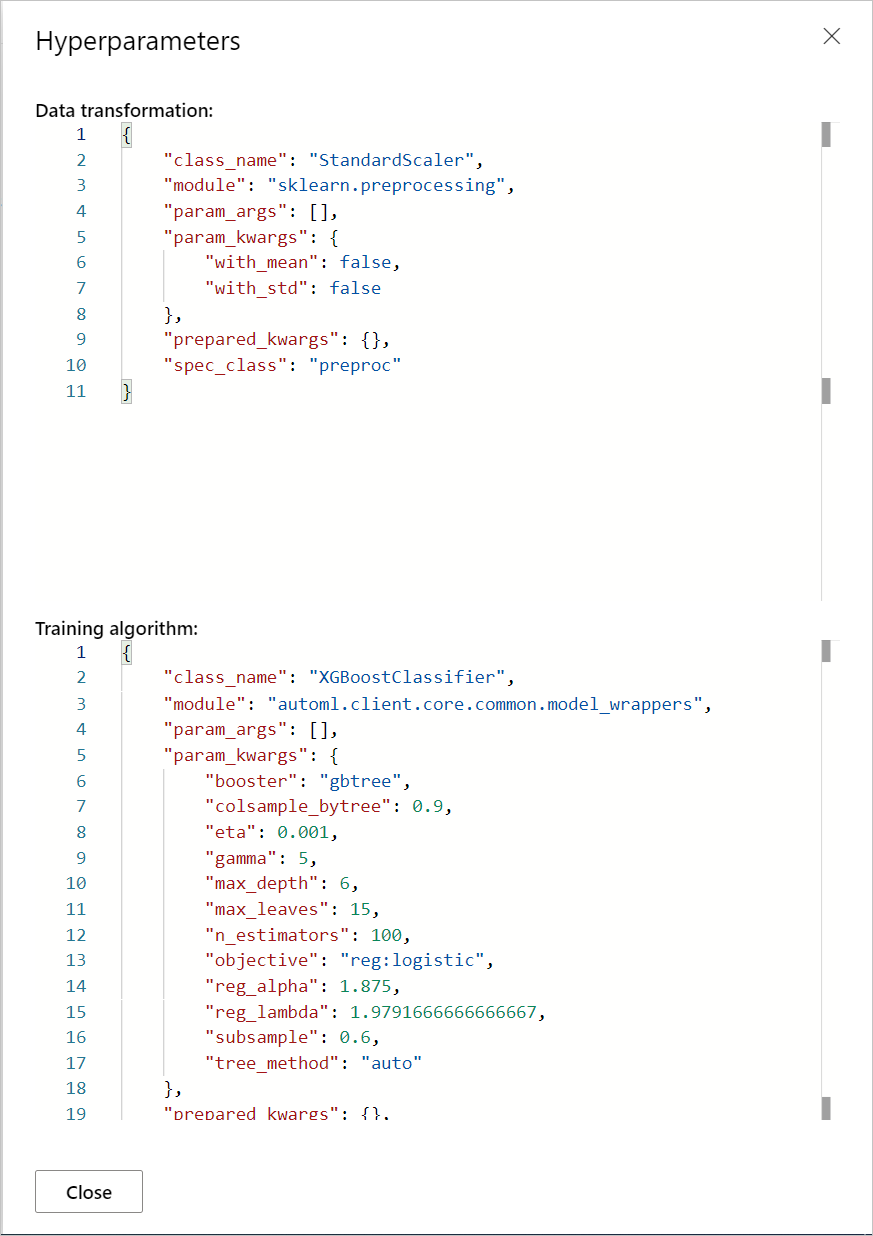 Hyperparameters
Data transformation:
1 {
2 "class_name": "StandardScaler",
3 "module": "sklearn.preprocessing",
4 "param_args": [],
5 "param_kwargs": {
6 "with_mean": false,
7 "with_std": false
8 },
9 "prepared_kwargs": {},
10 "spec_class": "preproc"
11 }
Training algorithm:
1 {
2 "class_name": "XGBoostClassifier",
3 "module": "automl.client.core.common.model_wrappers",
4 "param_args": [],
5 "param_kwargs": {
6 "booster": "gbtree",
7 "colsample_bytree": 0.9,
8 "eta": 0.001,
9 "gamma": 5,
10 "max_depth": 6,
11 "max_leaves": 15,
12 "n_estimators": 100,
13 "objective": "reg:logistic",
14 "reg_alpha": 1.875,
15 "reg_lambda": 1.9791666666666667,
16 "subsample": 0.6,
17 "tree_method": "auto"
18 },
19 "prepared_kwargs": {},
Close